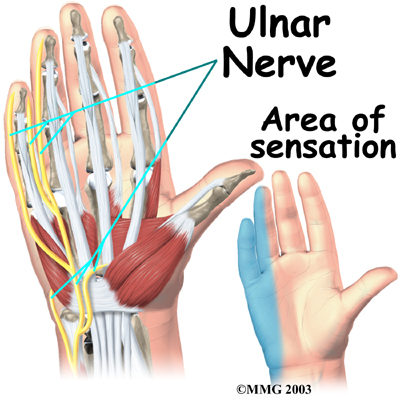 Ulnar
Nerve
Area of
sensation
©MMG 2003